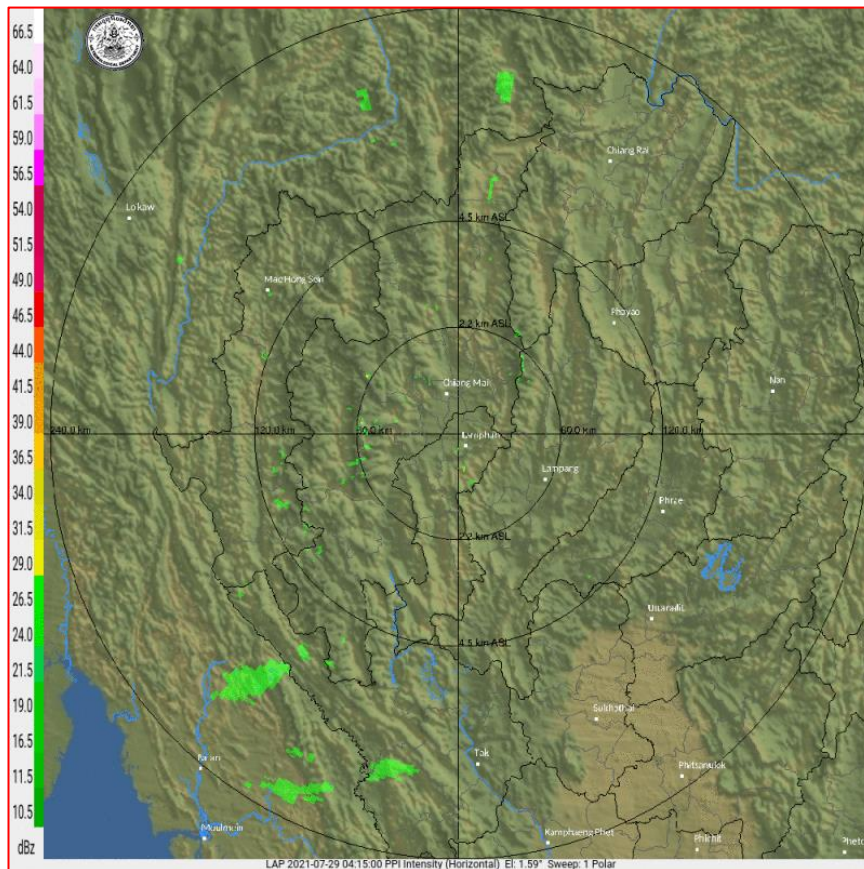 66.5
64.0
61.5
59.0
56.5
54.0
51.5
49.0
46.5
44.0
41.5
39.0
36.5
34.0
31.5
29.0
26.5
24.0
21.5
19.0
16.5
14.0
11.5
10.5
dBz
Chiang Rai
Loikaw
4.5 km ASL
Mae Hong Son
Phayao
2.2 km ASL
Chiang Mai
Nan
240.0 km
120.0 km
60.0 km
60.0 km
120.0 km
Lamphun
Lampang
Phrae
2.2 km ASL
Uttaradit
4.5 km ASL
Sukhothai
Tak
Phitsanulok
Moulmein
Kamphaeng Phet
Phichit
LAP 2021-07-29 04:15:00 PPI Intensity (Horizontal) El: 1.59° Sweep: 1 Polar